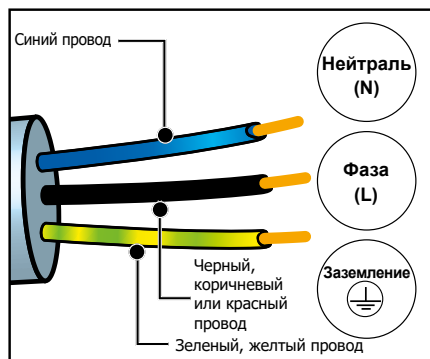 Синий провод
Нейтраль
(N)
Фаза
(L)
Заземление
Черный,
коричневый
или красный
провод
Зеленый, желтый провод